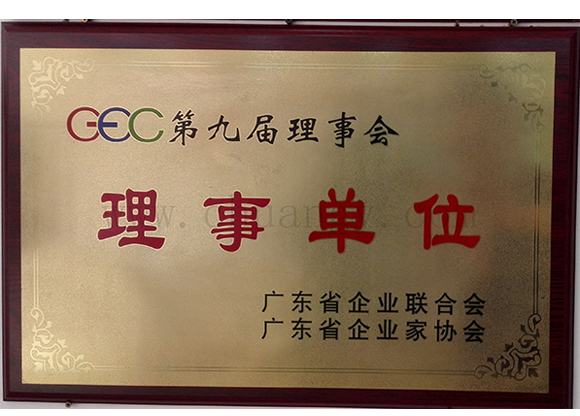 GEC第九届理事会
理事单位
广东省企业联合会
广东省企业家协会